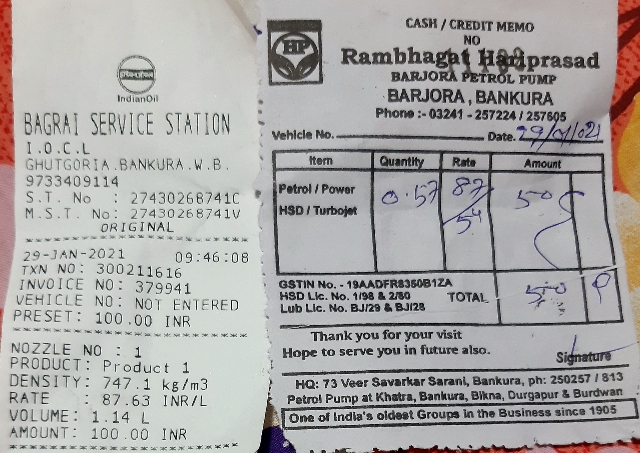 IndianOil
BAGRAI SERVICE STATION
I.O.C.L
GHUTGORIA.BANKURA.W.B.
9733409114
S.T. No : 27430268741C
M.S.T. No: 27430268741V
ORIGINAL
29-JAN-2021 09:46:08
TXN NO: 300211616
INVOICE NO: 379941
VEHICLE NO: NOT ENTERED
PRESET: 100.00 INR
NOZZLE NO : 1
PRODUCT: Product 1
DENSITY: 747.1 kg/m3
RATE : 87.63 INR/L
VOLUME: 1.14 L
AMOUNT: 100.00 INR
HP
CASH / CREDIT MEMO
NO
Rambhagat Hariprasad
BARJORA PETROL PUMP
BARJORA, BANKURA
Phone :- 03241 - 257224 / 257605
Vehicle No. Date. 29/01/021
Item Quantity Rate Amount
Petrol / Power 0.57 87 50
HSD / Turbojet 54
GSTIN No. - 19AADFR8350B1ZA
HSD Lic. No. 1/98 & 2/80 TOTAL 50
Lub Lic. No. BJ/29 & BJ/28
Thank you for your visit
Hope to serve you in future also.
Signature
HQ: 73 Veer Savarkar Sarani, Bankura, ph: 250257 / 813
Petrol Pump at Khatra, Bankura, Bikna, Durgapur & Burdwan
One of India's oldest Groups in the Business since 1905